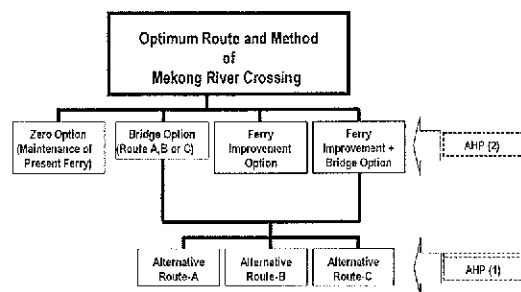 Optimum Route and Method
of
Mekong River Crossing
Zero Option
(Maintenance of
Present Ferry)
Bridge Option
(Route A,B or C)
Ferry
Improvement
Option
Ferry
Improvement +
Bridge Option
AHP (2)
Alternative
Route-A
Alternative
Route-B
Alternative
Route-C
AHP (1)